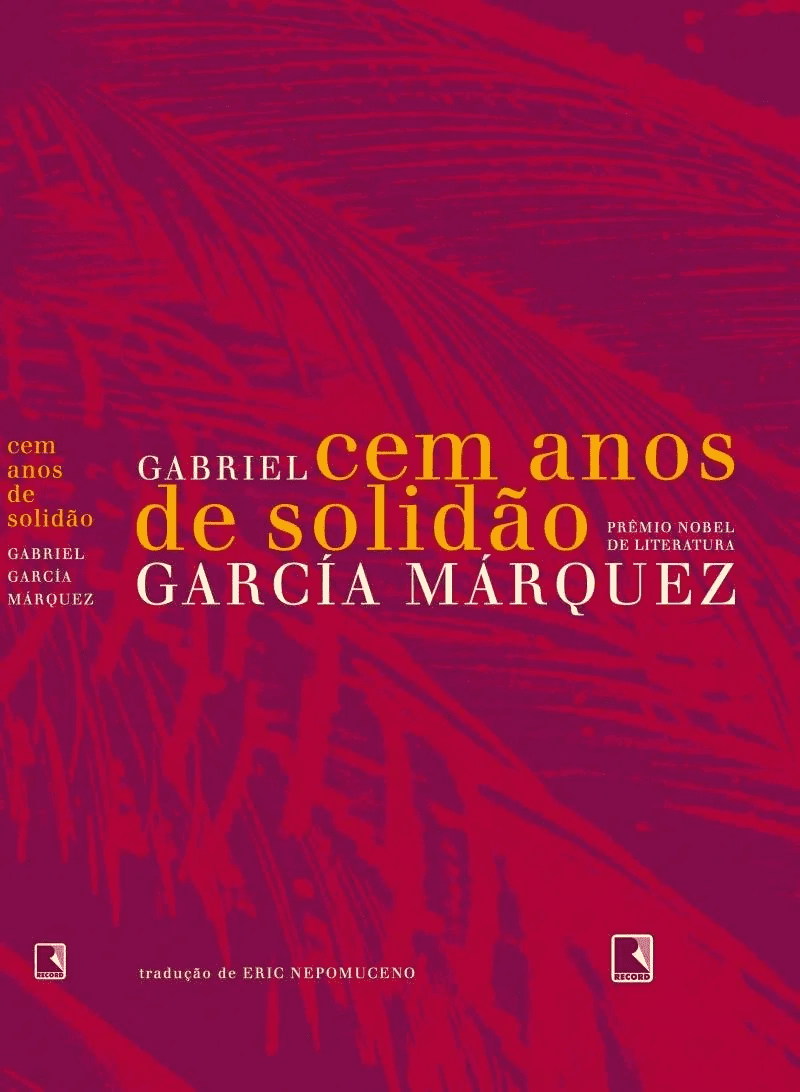 cem
anos
de
solidão
GABRIEL
GARCÍA
MÁRQUEZ
RECORD
GABRIEL cem anos
de solidão
PRÊMIO NOBEL
DE LITERATURA
GARCÍA MÁRQUEZ
tradução de ERIC NEPOMUCENO
RECORD